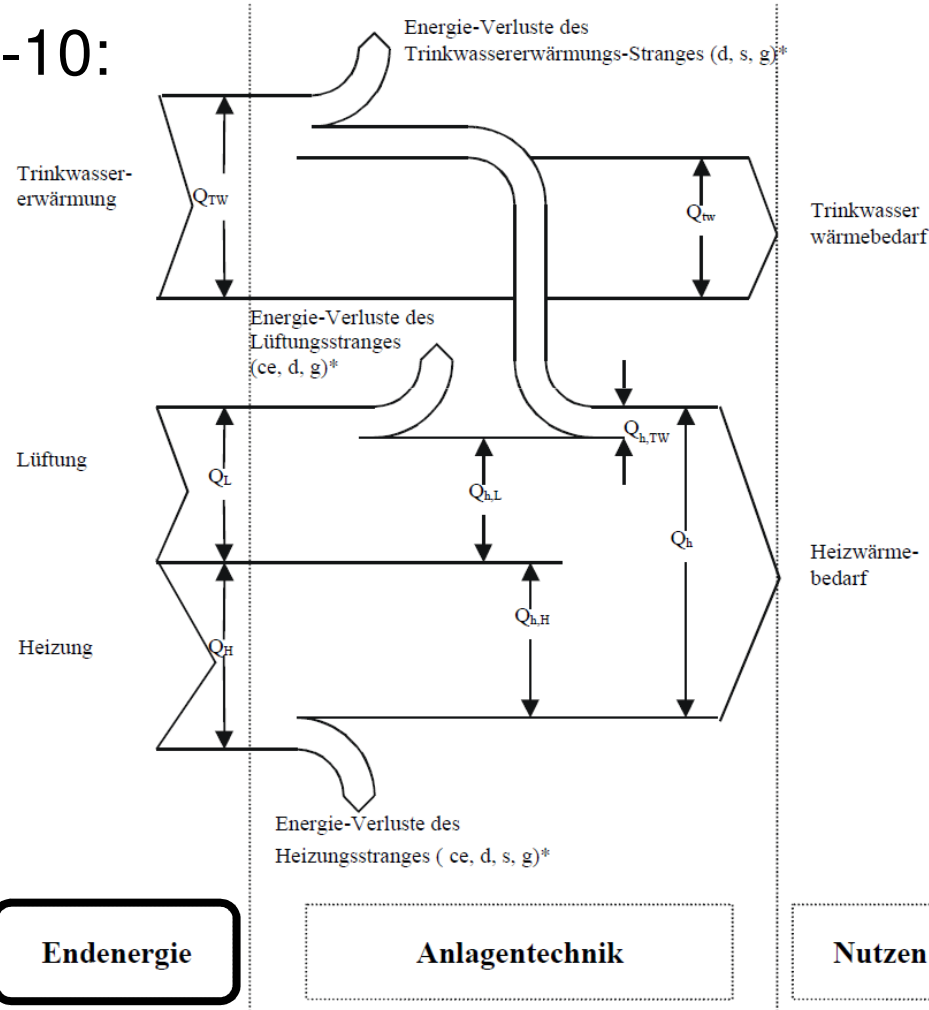 -10:
Energie-Verluste des
Trinkwassererwärmungs-Stranges (d, s, g)*
Trinkwasser-
erwärmung
QTW
Qtw
Trinkwasser
wärmebedarf
Energie-Verluste des
Lüftungsstranges
(ce, d, g)*
Qh,TW
Lüftung
QL
Qh,L
Qh
Heizwärme-
bedarf
Qh,H
Heizung
QH
Energie-Verluste des
Heizungsstranges ( ce, d, s, g)*
Endenergie
Anlagentechnik
Nutzen